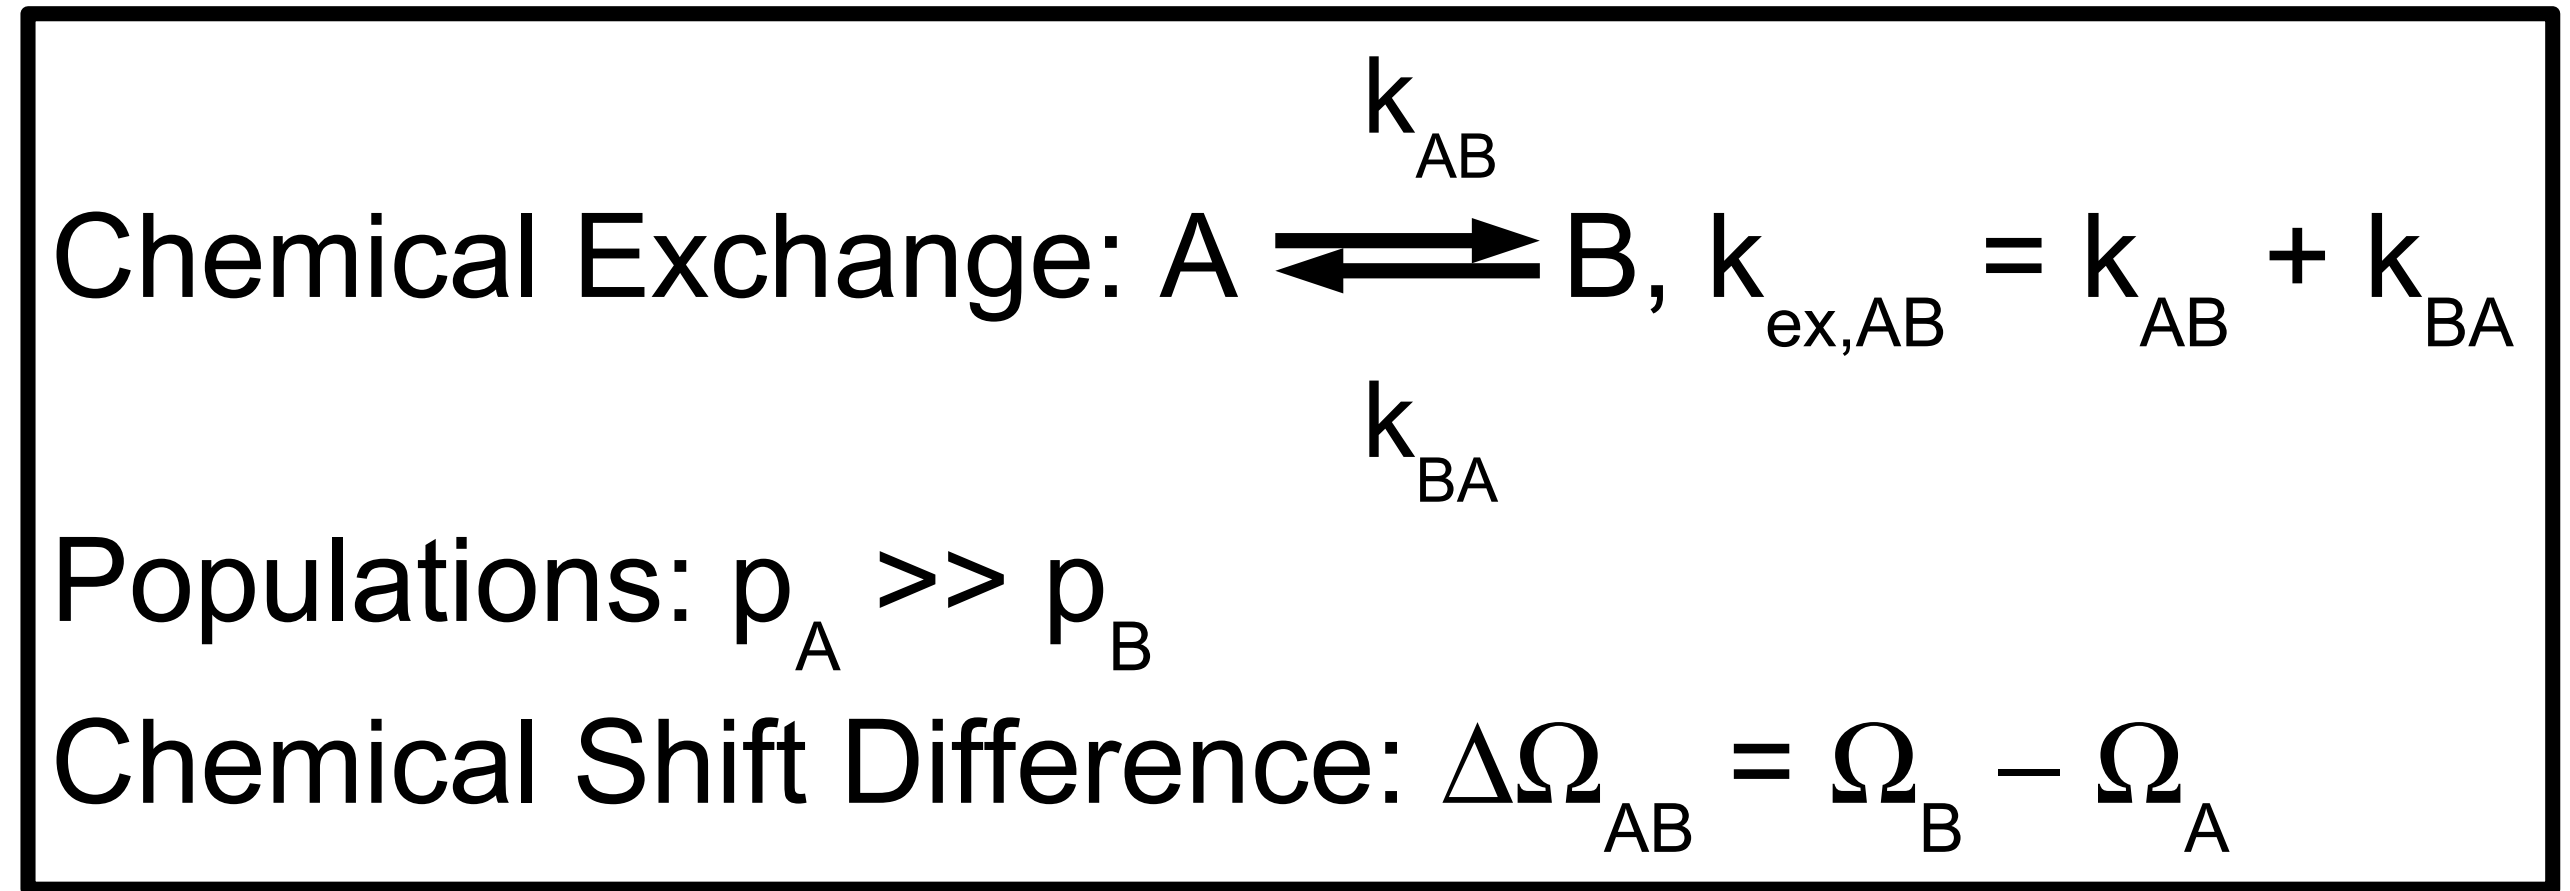 k_AB
Chemical Exchange: A ⇌ B, k_ex,AB = k_AB + k_BA
k_BA
Populations: p_A >> p_B
Chemical Shift Difference: ΔΩ_AB = Ω_B – Ω_A